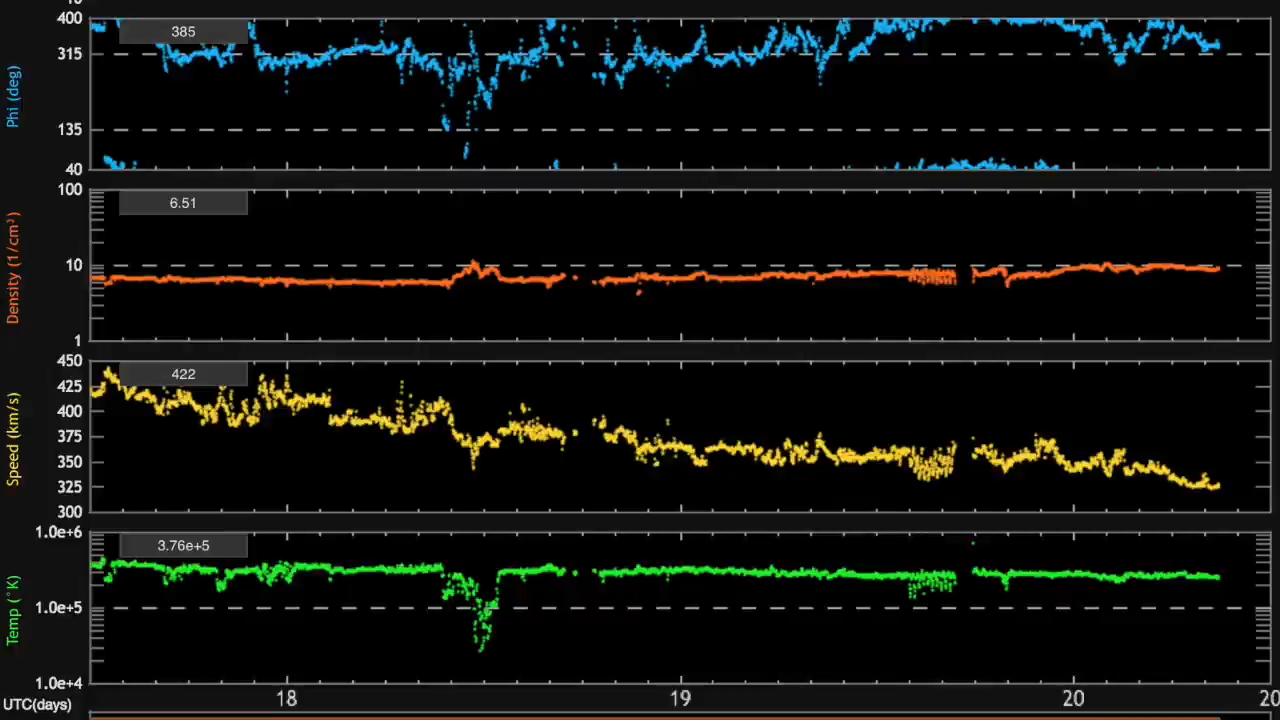 400
385
315
Phi (deg)
135
40
100
6.51
10
Density (1/cm³)
1
450
422
425
400
375
Speed (km/s)
350
325
300
1.0e+6
3.76e+5
1.0e+5
Temp (°K)
1.0e+4
UTC(days)
18
19
20
20